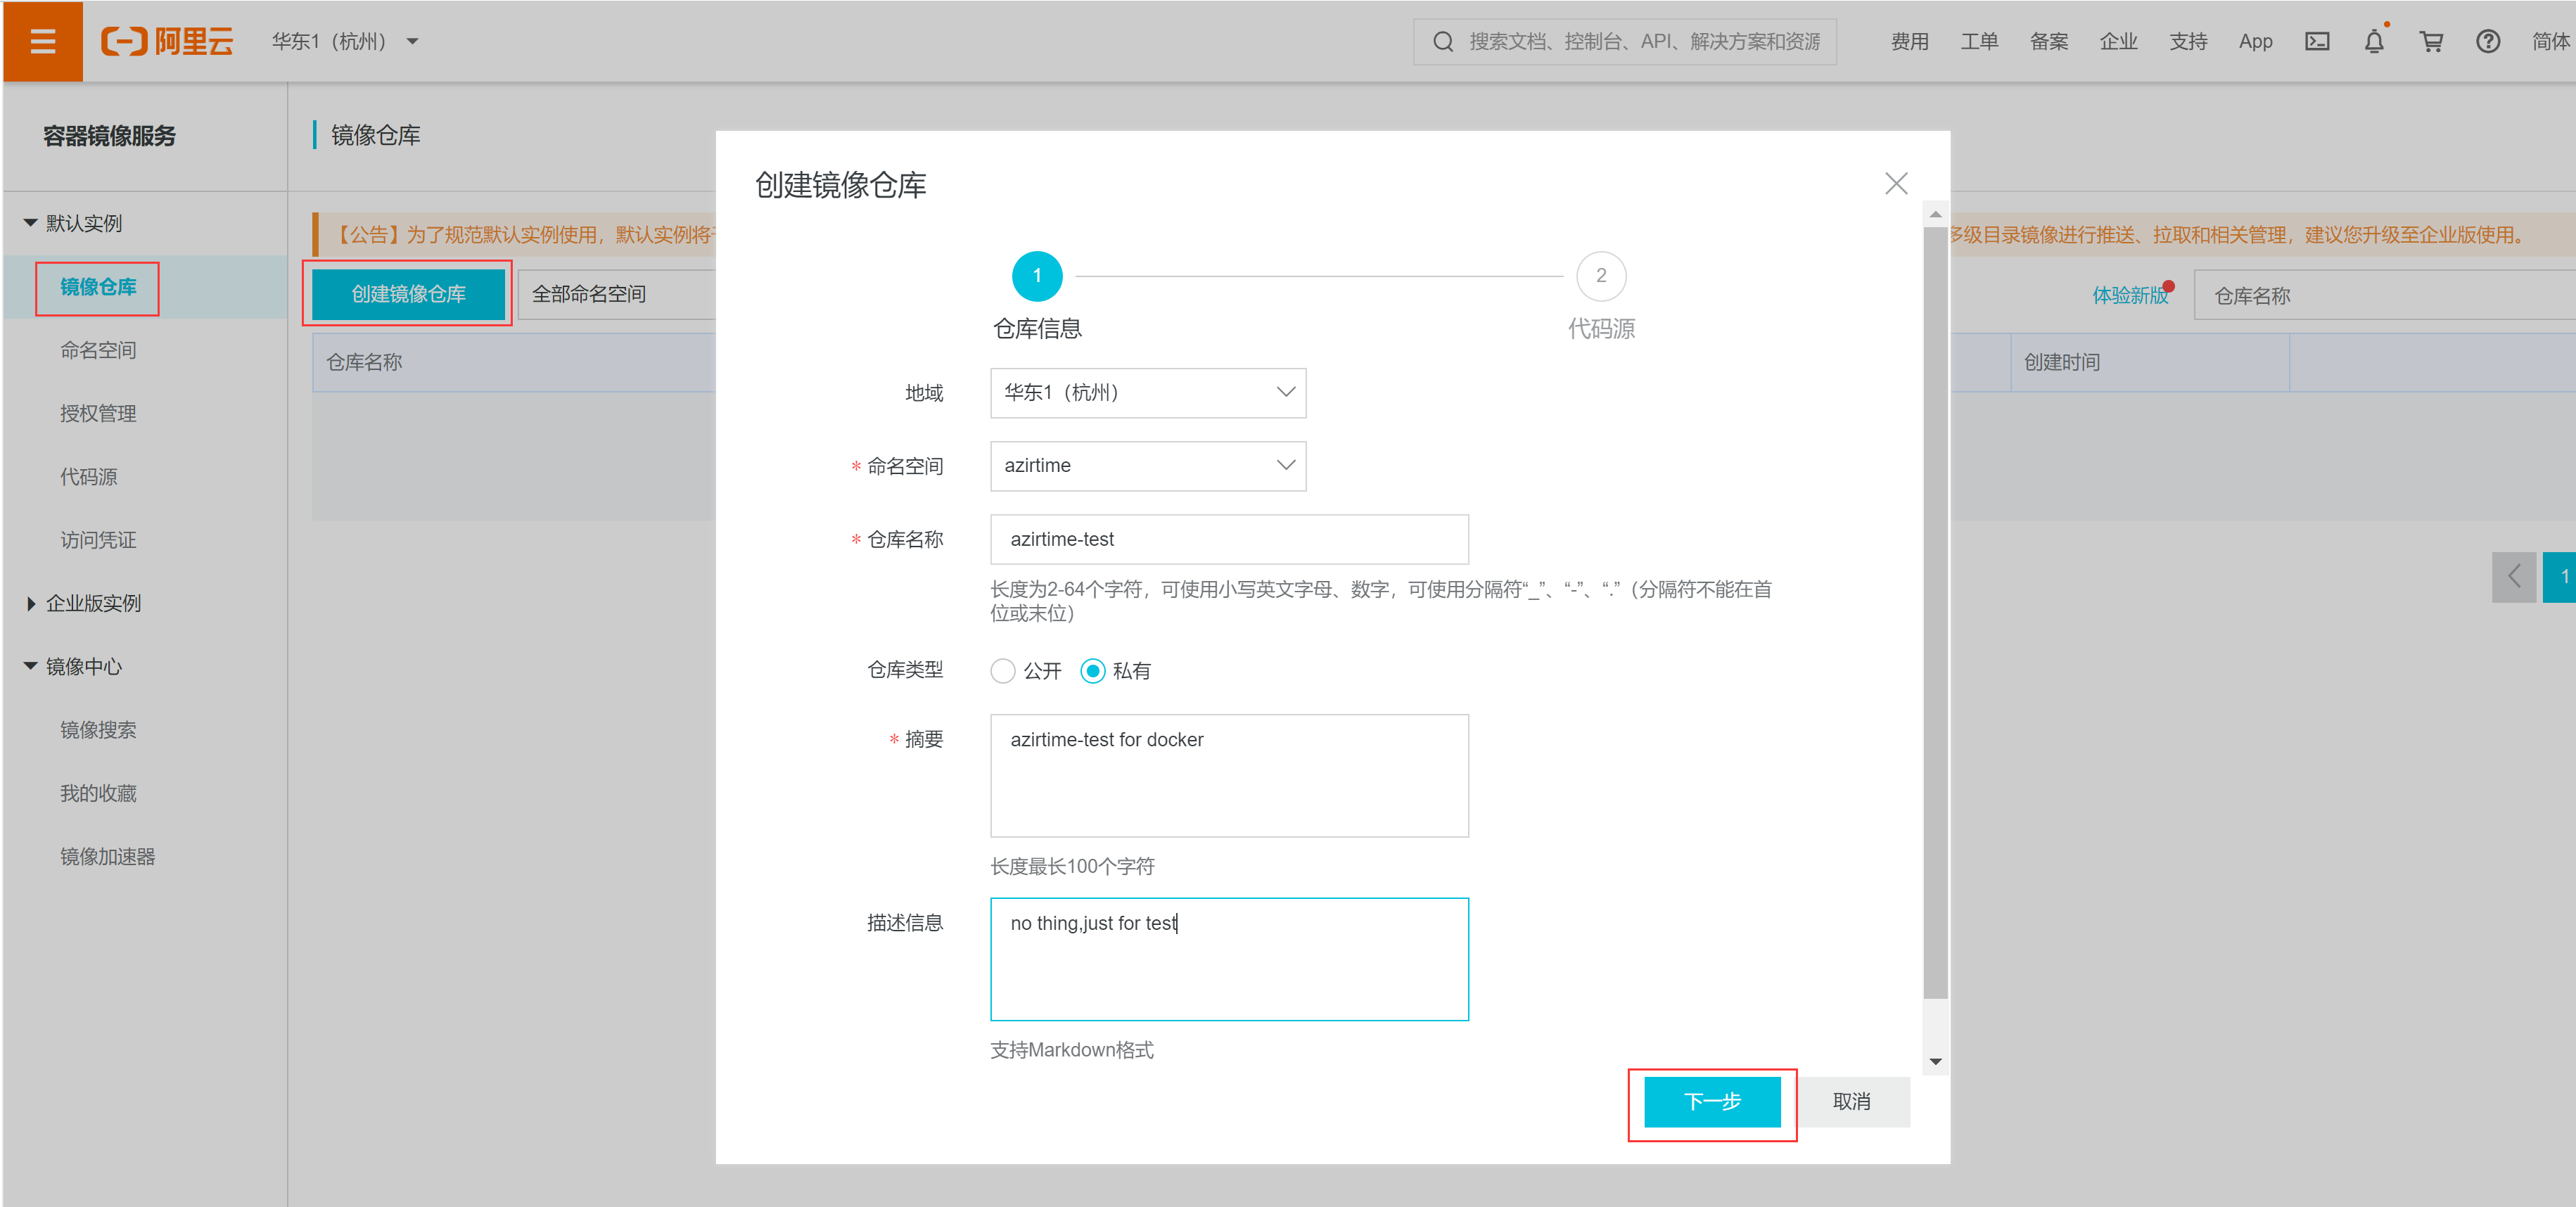 阿里云
华东1（杭州）
搜索文档、控制台、API、解决方案和资源
费用
工单
备案
企业
支持
App
简体
容器镜像服务
默认实例
镜像仓库
命名空间
授权管理
代码源
访问凭证
企业版实例
镜像中心
镜像搜索
我的收藏
镜像加速器
镜像仓库
【公告】为了规范默认实例使用，默认实例将
多级目录镜像进行推送、拉取和相关管理，建议您升级至企业版使用。
创建镜像仓库
全部命名空间
体验新版
仓库名称
仓库名称
创建时间
1
创建镜像仓库
1
2
仓库信息
代码源
地域
华东1（杭州）
* 命名空间
azirtime
* 仓库名称
azirtime-test
长度为2-64个字符，可使用小写英文字母、数字，可使用分隔符“_”、“-”、“.”（分隔符不能在首
位或末位）
仓库类型
公开
私有
* 摘要
azirtime-test for docker
长度最长100个字符
描述信息
no thing,just for test
支持Markdown格式
下一步
取消